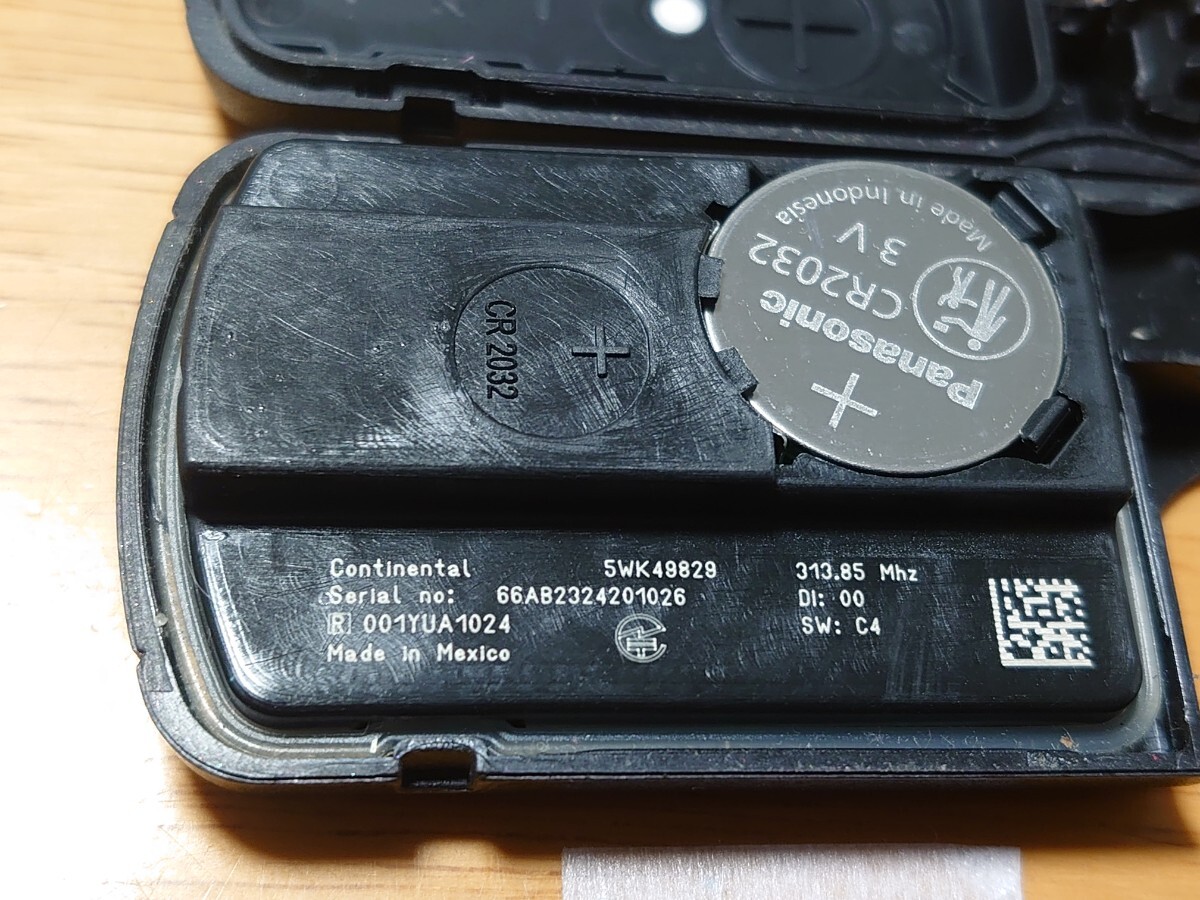 Made in Indonesia
3 V
CR2032
Panasonic
+
CR 2032
+
Continental 5WK49829 313.85 Mhz
Serial no: 66AB2324201026 DI: 00
R 001YUA1024 SW: C4
Made in Mexico